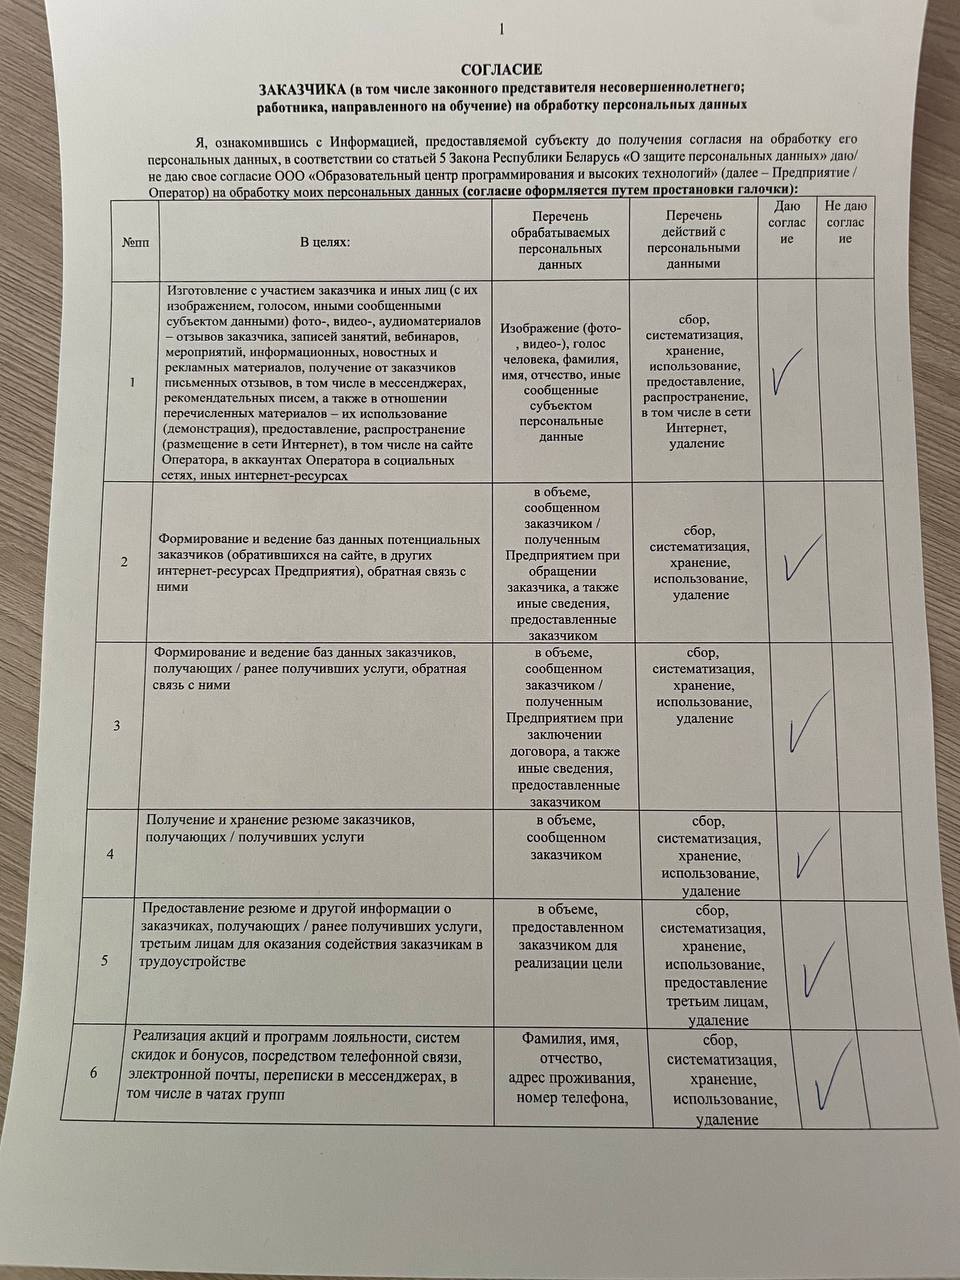 1
СОГЛАСИЕ
ЗАКАЗЧИКА (в том числе законного представителя несовершеннолетнего;
работника, направленного на обучение) на обработку персональных данных
Я, ознакомившись с Информацией, предоставляемой субъекту до получения согласия на обработку его
персональных данных, в соответствии со статьей 5 Закона Республики Беларусь «О защите персональных данных» даю/
не даю свое согласие ООО «Образовательный центр программирования и высоких технологий» (далее – Предприятие /
Оператор) на обработку моих персональных данных (согласие оформляется путем простановки галочки):
№пп
В целях:
Перечень
обрабатываемых
персональных
данных
Перечень
действий с
персональными
данными
Даю
соглас
ие
Не даю
соглас
ие
1
Изготовление с участием заказчика и иных лиц (с их
изображением, голосом, иными сообщенными
субъектом данными) фото-, видео-, аудиоматериалов
– отзывов заказчика, записей занятий, вебинаров,
мероприятий, информационных, новостных и
рекламных материалов, получение от заказчиков
письменных отзывов, в том числе в мессенджерах,
рекомендательных писем, а также в отношении
перечисленных материалов – их использование
(демонстрация), предоставление, распространение
(размещение в сети Интернет), в том числе на сайте
Оператора, в аккаунтах Оператора в социальных
сетях, иных интернет-ресурсах
Изображение (фото-
, видео-), голос
человека, фамилия,
имя, отчество, иные
сообщенные
субъектом
персональные
данные
сбор,
систематизация,
хранение,
использование,
предоставление,
распространение,
в том числе в сети
Интернет,
удаление
2
Формирование и ведение баз данных потенциальных
заказчиков (обратившихся на сайте, в других
интернет-ресурсах Предприятия), обратная связь с
ними
в объеме,
сообщенном
заказчиком /
полученным
Предприятием при
обращении
заказчика, а также
иные сведения,
предоставленные
заказчиком
сбор,
систематизация,
хранение,
использование,
удаление
3
Формирование и ведение баз данных заказчиков,
получающих / ранее получивших услуги, обратная
связь с ними
в объеме,
сообщенном
заказчиком /
полученным
Предприятием при
заключении
договора, а также
иные сведения,
предоставленные
заказчиком
сбор,
систематизация,
хранение,
использование,
удаление
4
Получение и хранение резюме заказчиков,
получающих / получивших услуги
в объеме,
сообщенном
заказчиком
сбор,
систематизация,
хранение,
использование,
удаление
5
Предоставление резюме и другой информации о
заказчиках, получающих / ранее получивших услуги,
третьим лицам для оказания содействия заказчикам в
трудоустройстве
в объеме,
предоставленном
заказчиком для
реализации цели
сбор,
систематизация,
хранение,
использование,
предоставление
третьим лицам,
удаление
6
Реализация акций и программ лояльности, систем
скидок и бонусов, посредством телефонной связи,
электронной почты, переписки в мессенджерах, в
том числе в чатах групп
Фамилия, имя,
отчество,
адрес проживания,
номер телефона,
сбор,
систематизация,
хранение,
использование,
удаление